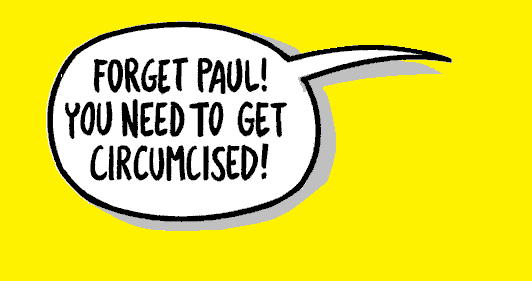 FORGET PAUL!
YOU NEED TO GET
CIRCUMCISED!